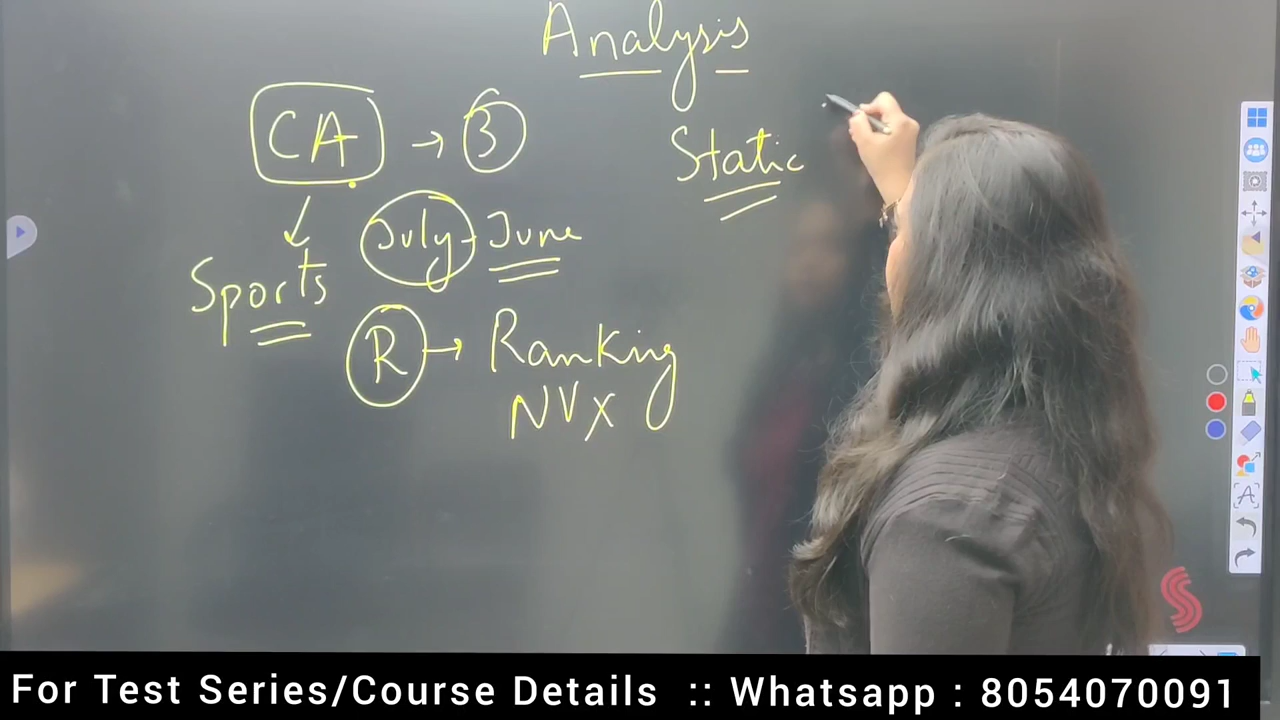 Analysis
CA → 3
Static
July - June
Sports
R → Ranking
NVX
For Test Series/Course Details :: Whatsapp : 8054070091